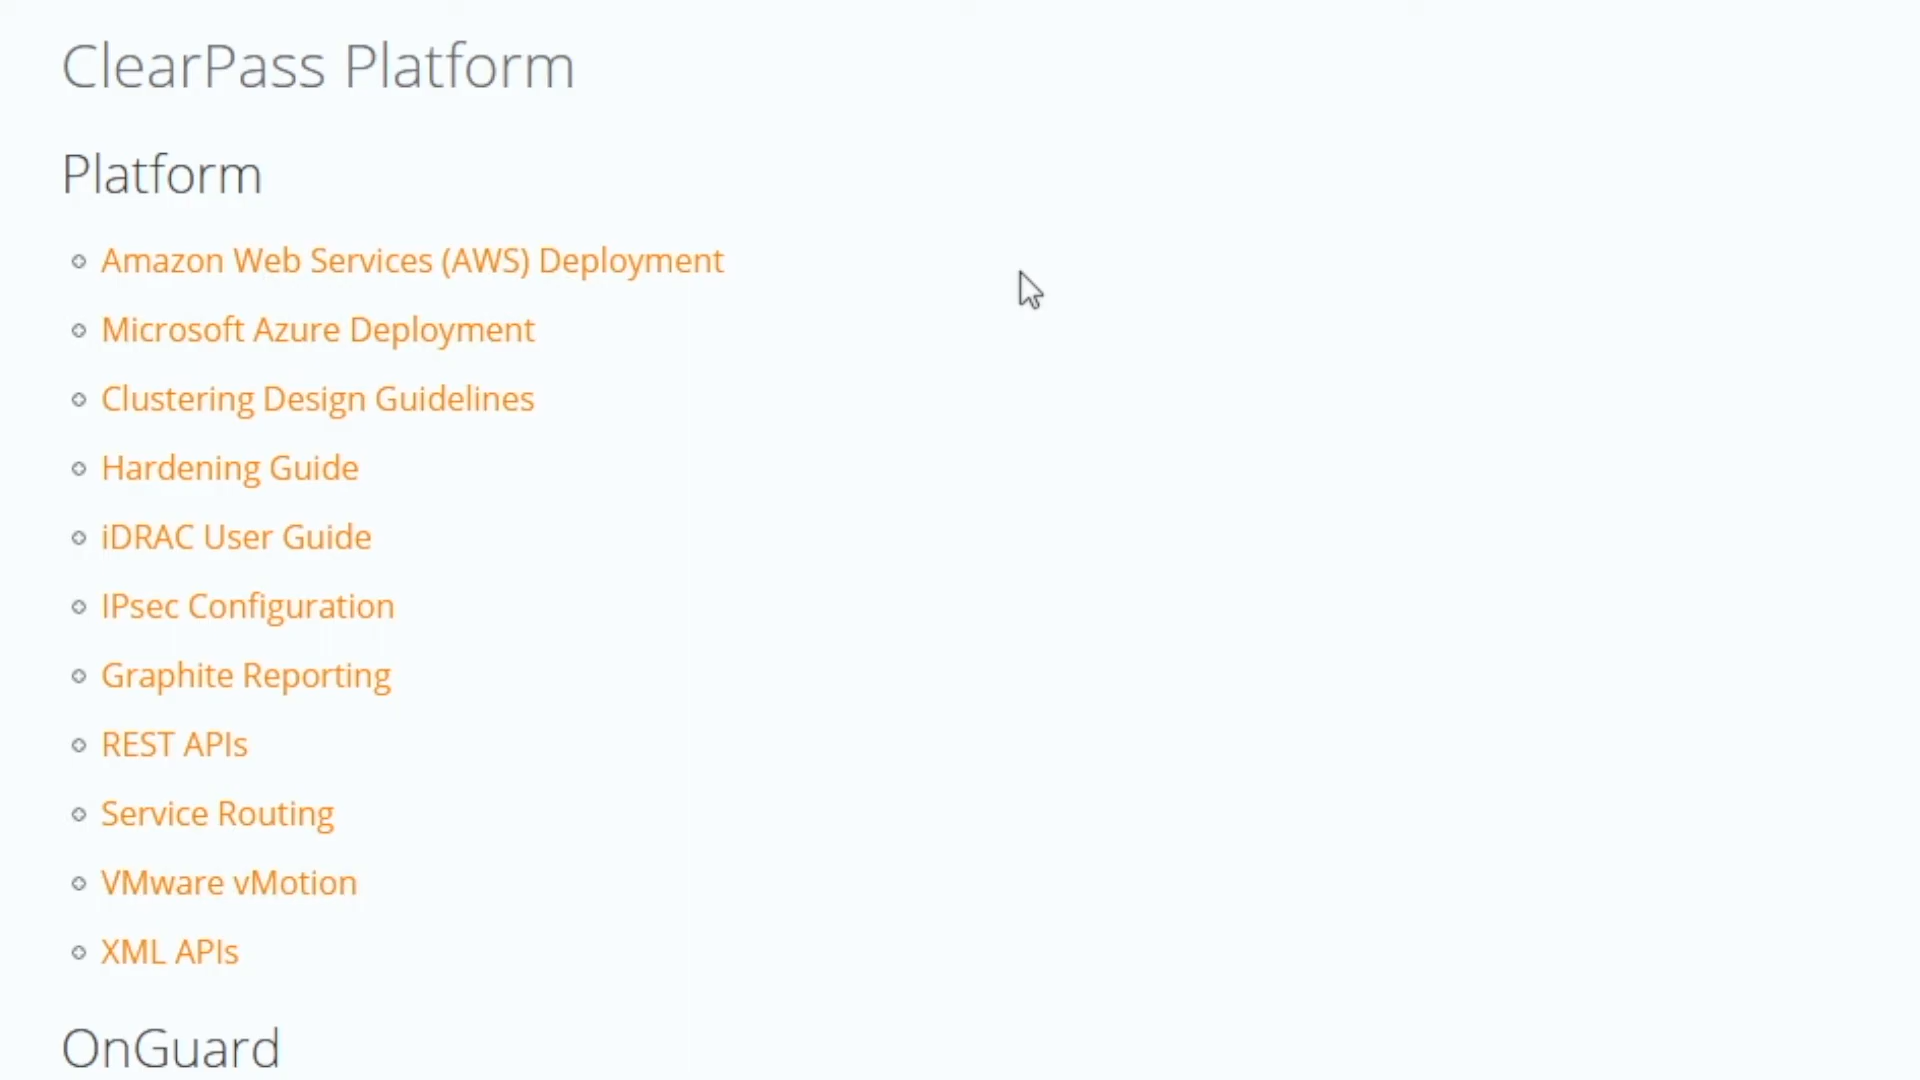 ClearPass Platform
Platform
Amazon Web Services (AWS) Deployment
Microsoft Azure Deployment
Clustering Design Guidelines
Hardening Guide
iDRAC User Guide
IPsec Configuration
Graphite Reporting
REST APIs
Service Routing
VMware vMotion
XML APIs
OnGuard